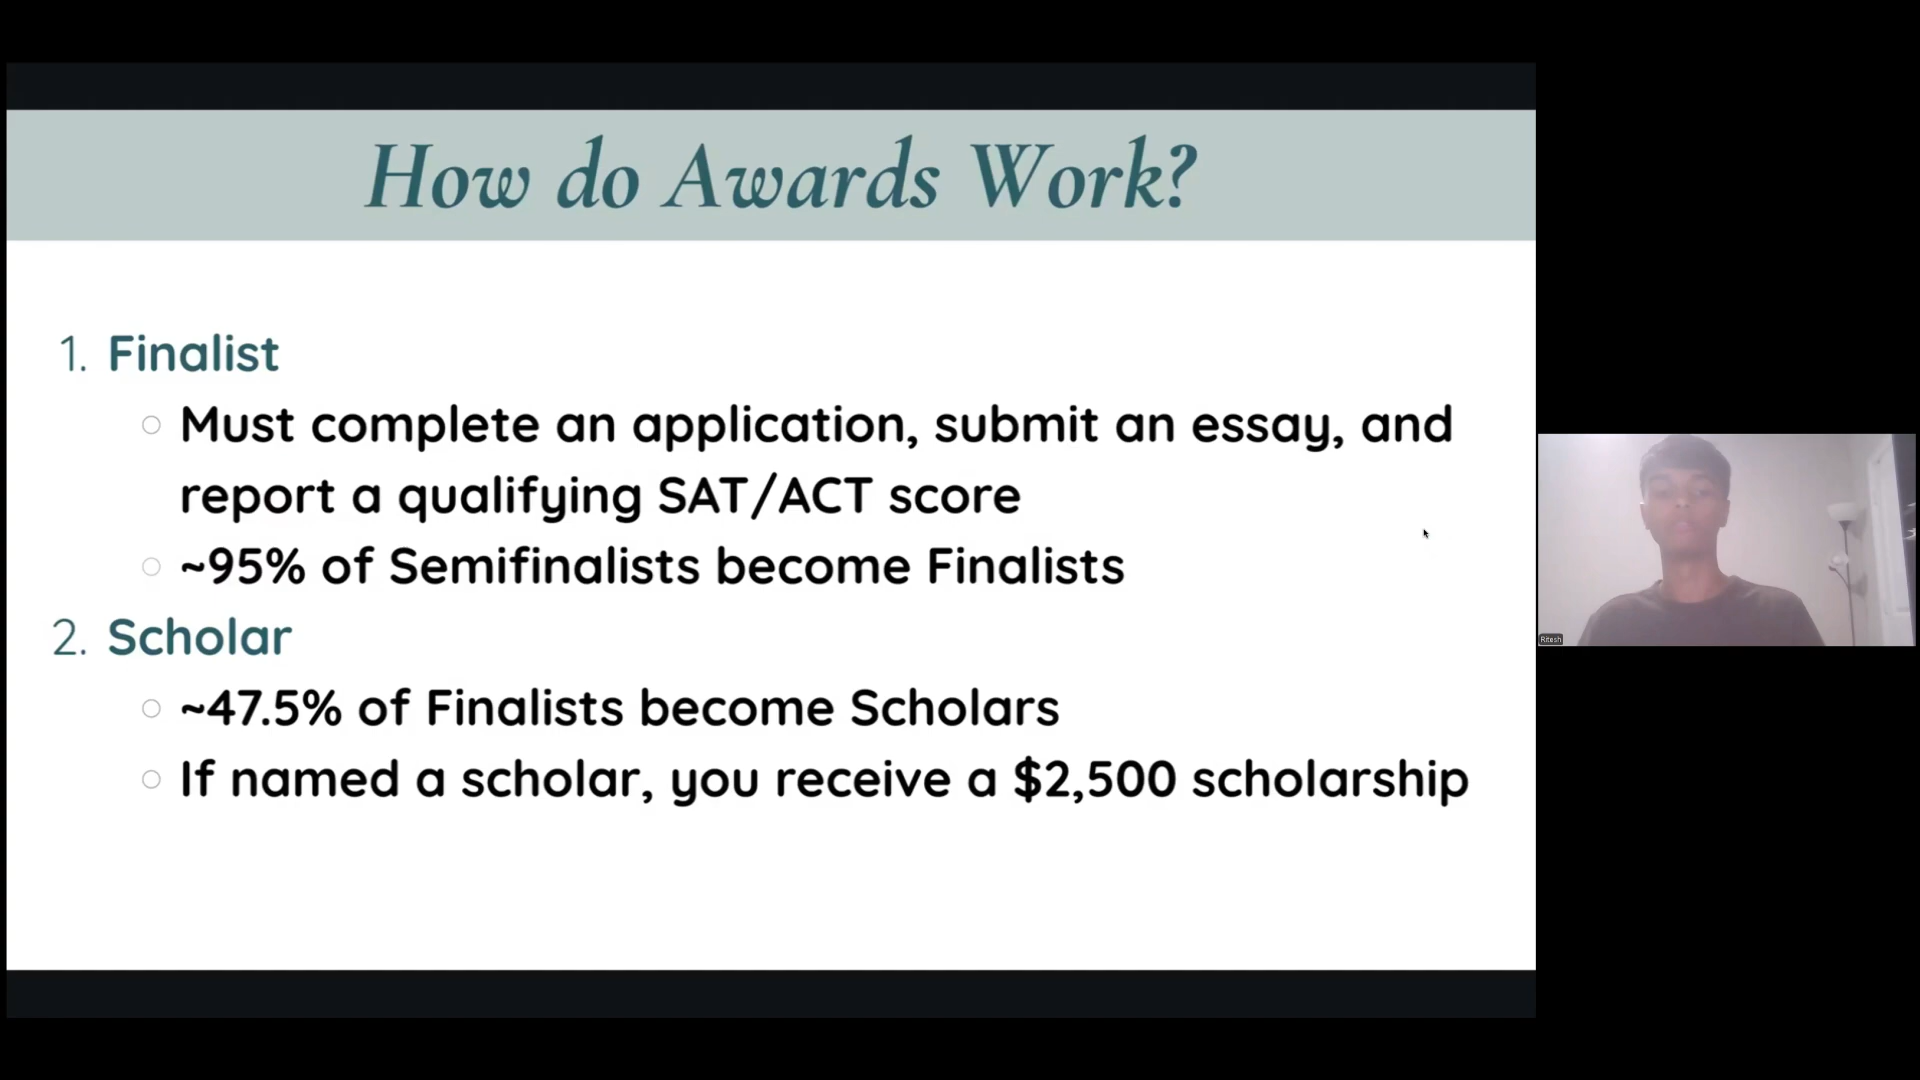 How do Awards Work?
1. Finalist
○ Must complete an application, submit an essay, and
report a qualifying SAT/ACT score
○ ~95% of Semifinalists become Finalists
2. Scholar
○ ~47.5% of Finalists become Scholars
○ If named a scholar, you receive a $2,500 scholarship
Ritesh